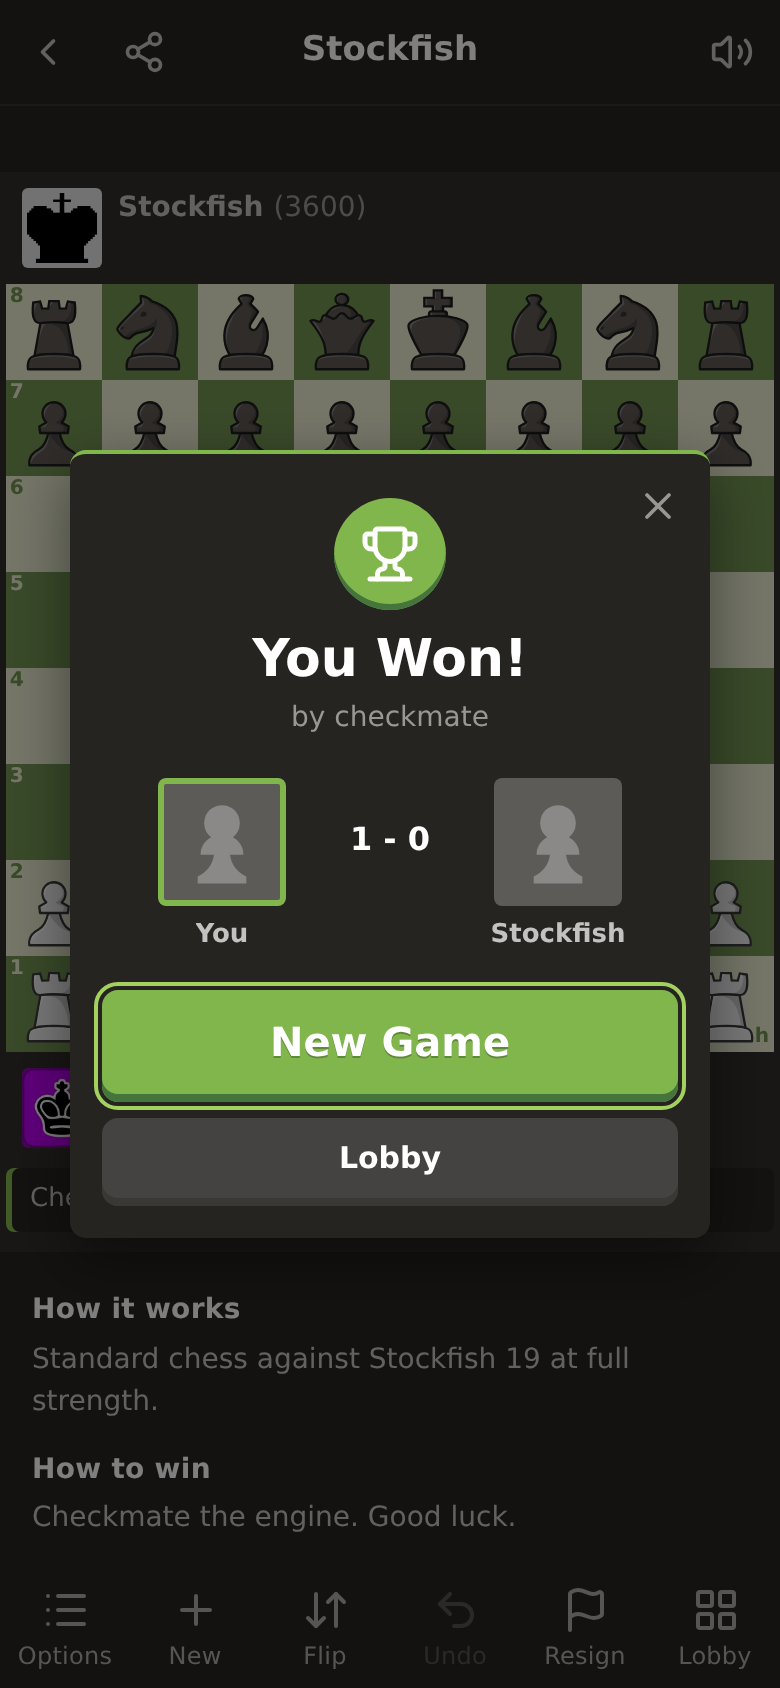 Stockfish
Stockfish (3600)
8
7
6
5
4
3
2
1
h
You Won!
by checkmate
1 - 0
You
Stockfish
New Game
Lobby
How it works
Standard chess against Stockfish 19 at full
strength.
How to win
Checkmate the engine. Good luck.
Options
New
Flip
Undo
Resign
Lobby